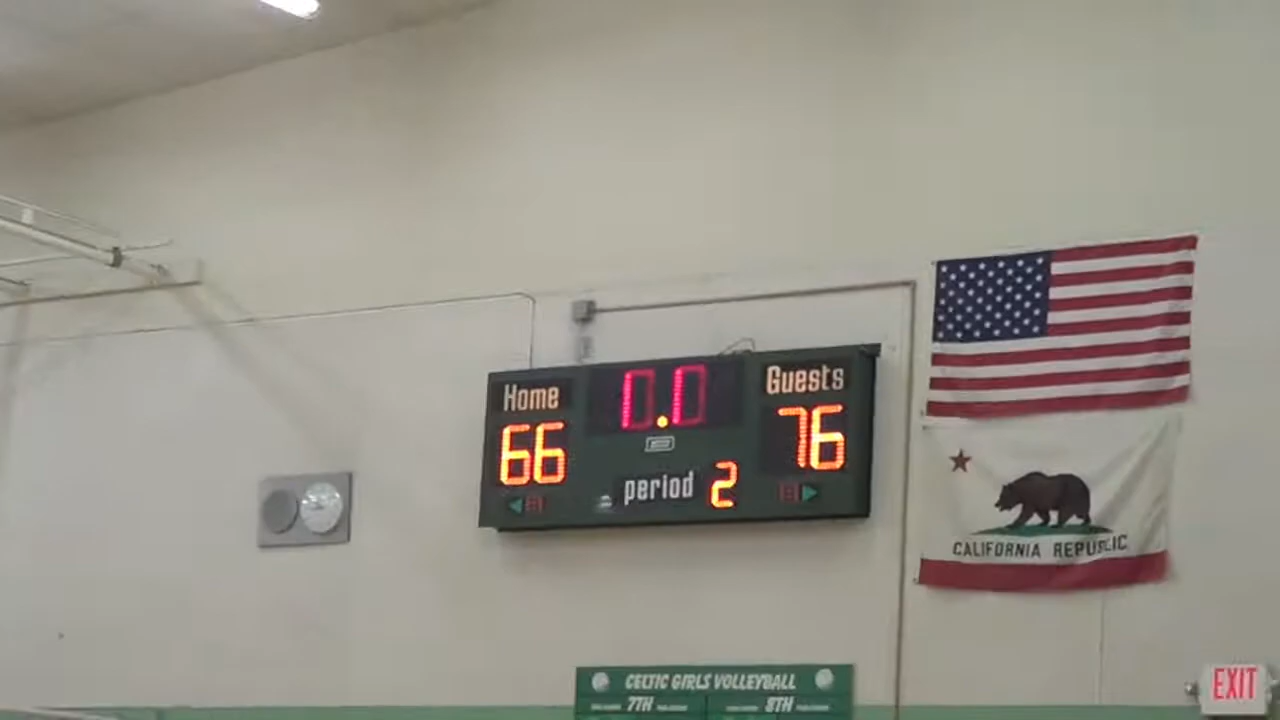 Home
0.0
Guests
66
76
period 2
CALIFORNIA REPUBLIC
EXIT
CELTIC GIRLS VOLLEYBALL
7TH
8TH